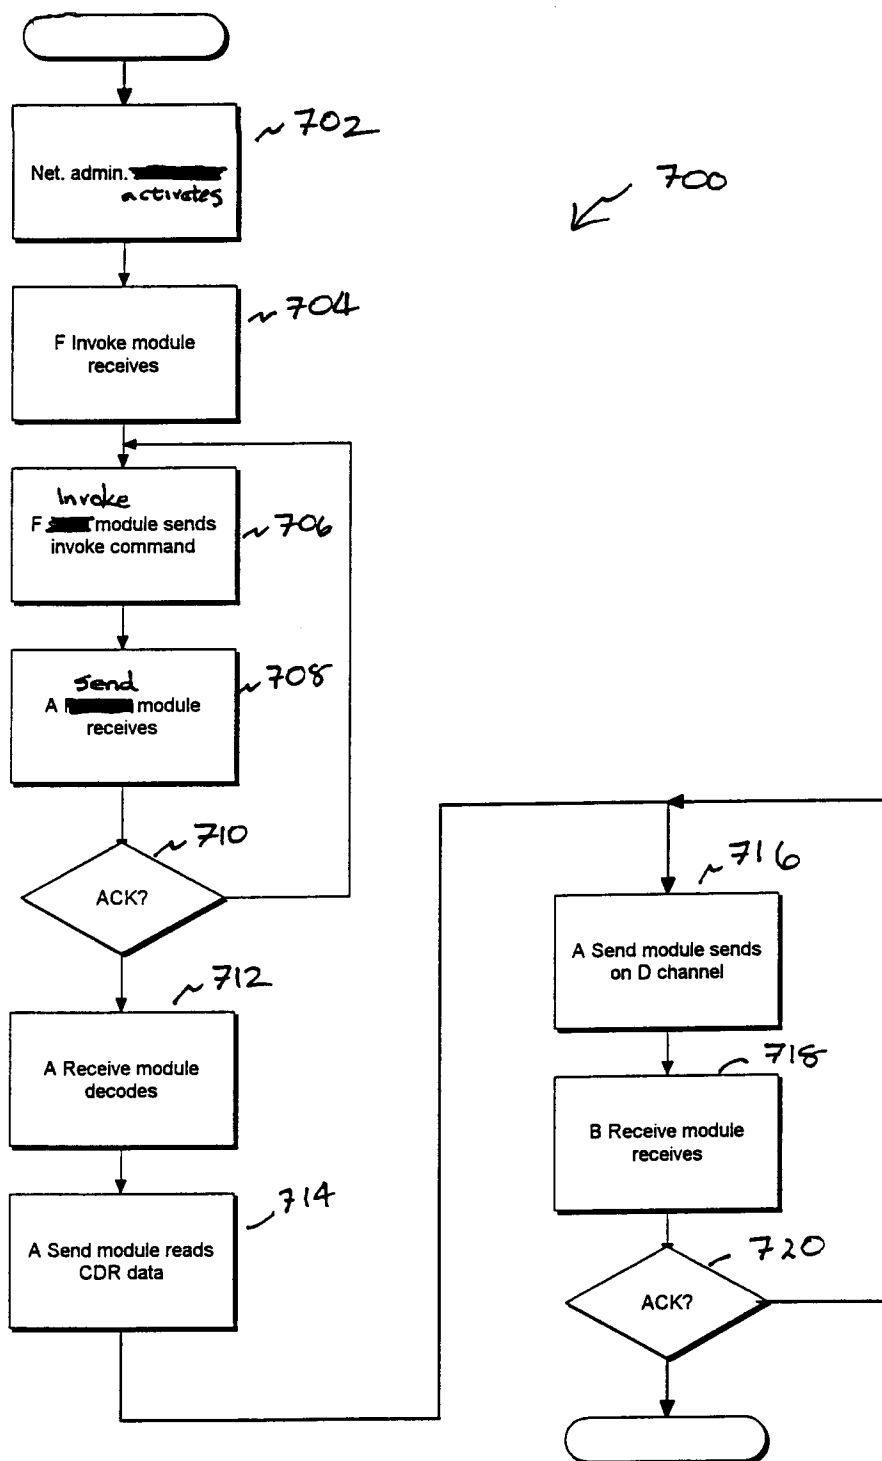 702
Net. admin.
activates
700
704
F Invoke module
receives
Invoke
F module sends
invoke command
706
708
send
A module
receives
710
ACK?
712
A Receive module
decodes
714
A Send module reads
CDR data
716
A Send module sends
on D channel
718
B Receive module
receives
720
ACK?